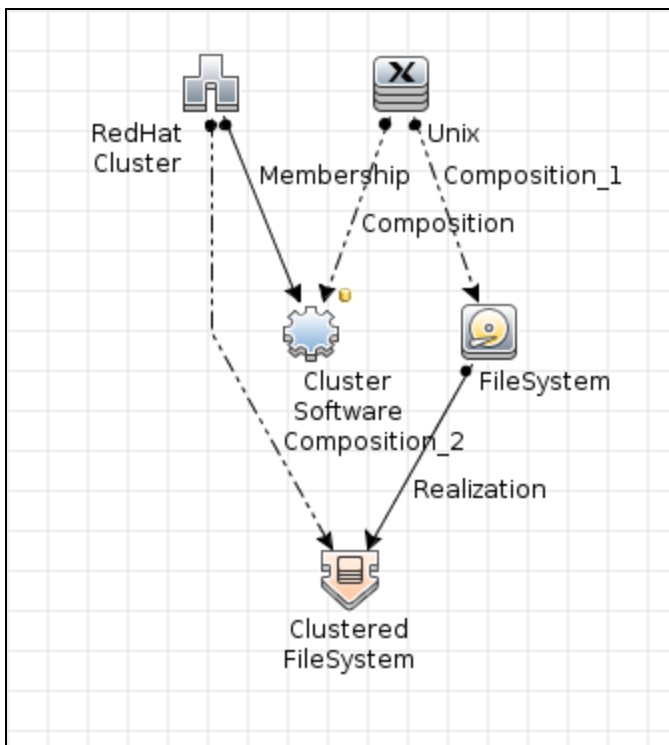 RedHat
Cluster
Unix
Membership
Composition_1
Composition
Cluster
Software
FileSystem
Composition_2
Realization
Clustered
FileSystem